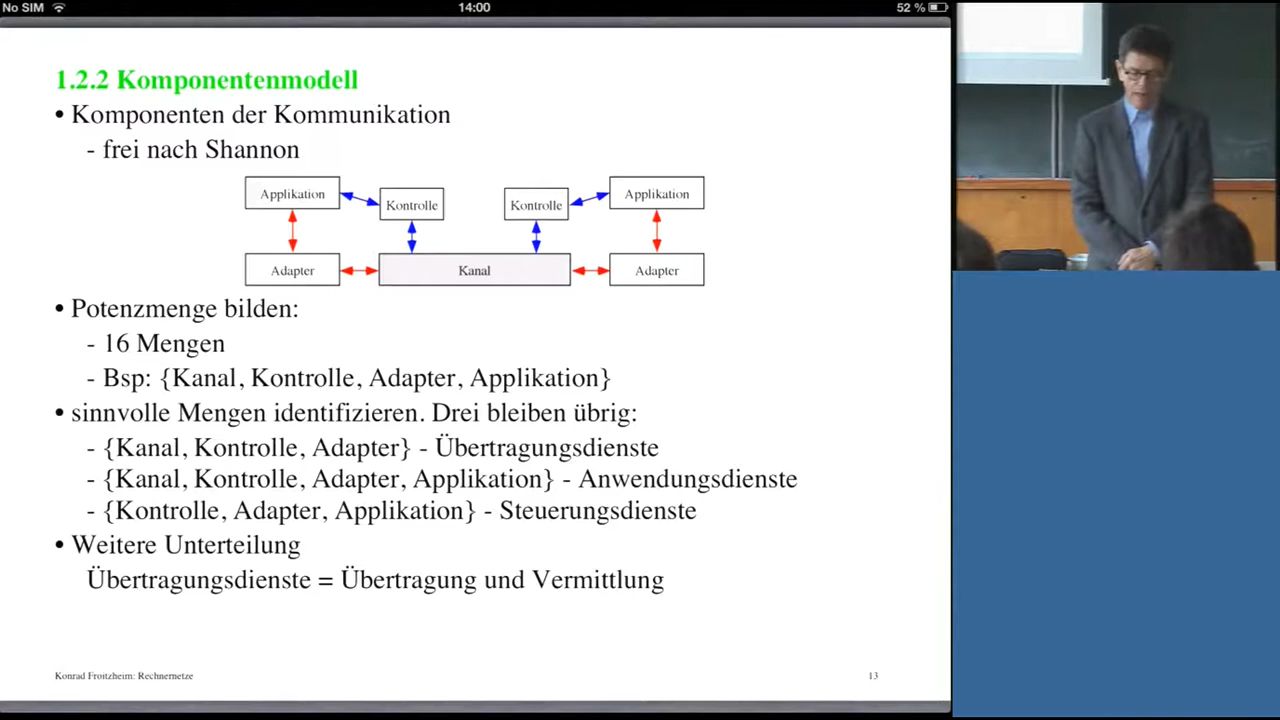 No SIM 14:00 52 %
1.2.2 Komponentenmodell
• Komponenten der Kommunikation
- frei nach Shannon
Applikation Kontrolle Kontrolle Applikation
Adapter Kanal Adapter
• Potenzmenge bilden:
- 16 Mengen
- Bsp: {Kanal, Kontrolle, Adapter, Applikation}
• sinnvolle Mengen identifizieren. Drei bleiben übrig:
- {Kanal, Kontrolle, Adapter} - Übertragungsdienste
- {Kanal, Kontrolle, Adapter, Applikation} - Anwendungsdienste
- {Kontrolle, Adapter, Applikation} - Steuerungsdienste
• Weitere Unterteilung
Übertragungsdienste = Übertragung und Vermittlung
Konrad Froitzheim: Rechnernetze 13